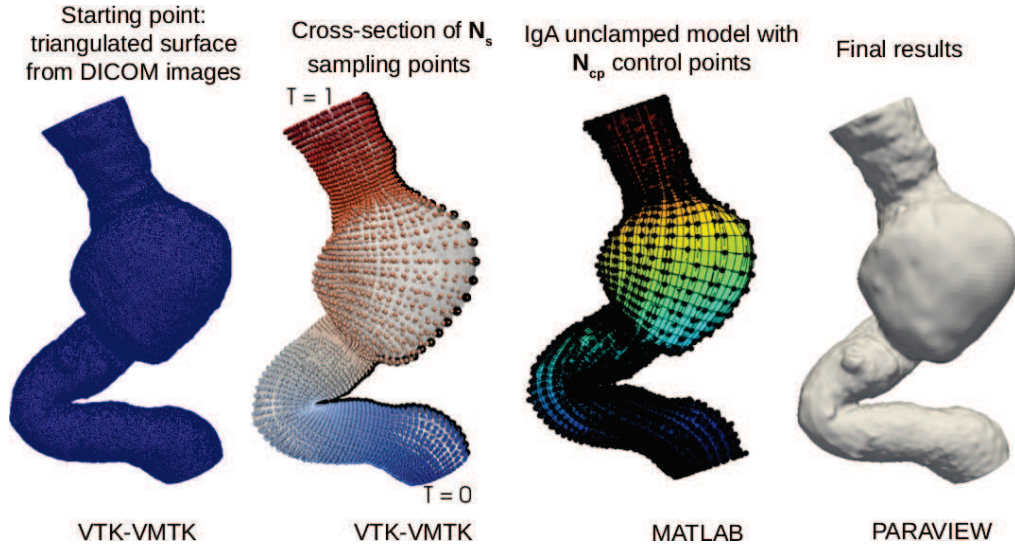 Starting point:
triangulated surface
from DICOM images
Cross-section of Ns
sampling points
IgA unclamped model with
Ncp control points
Final results
T = 1
T = 0
VTK-VMTK
VTK-VMTK
MATLAB
PARAVIEW